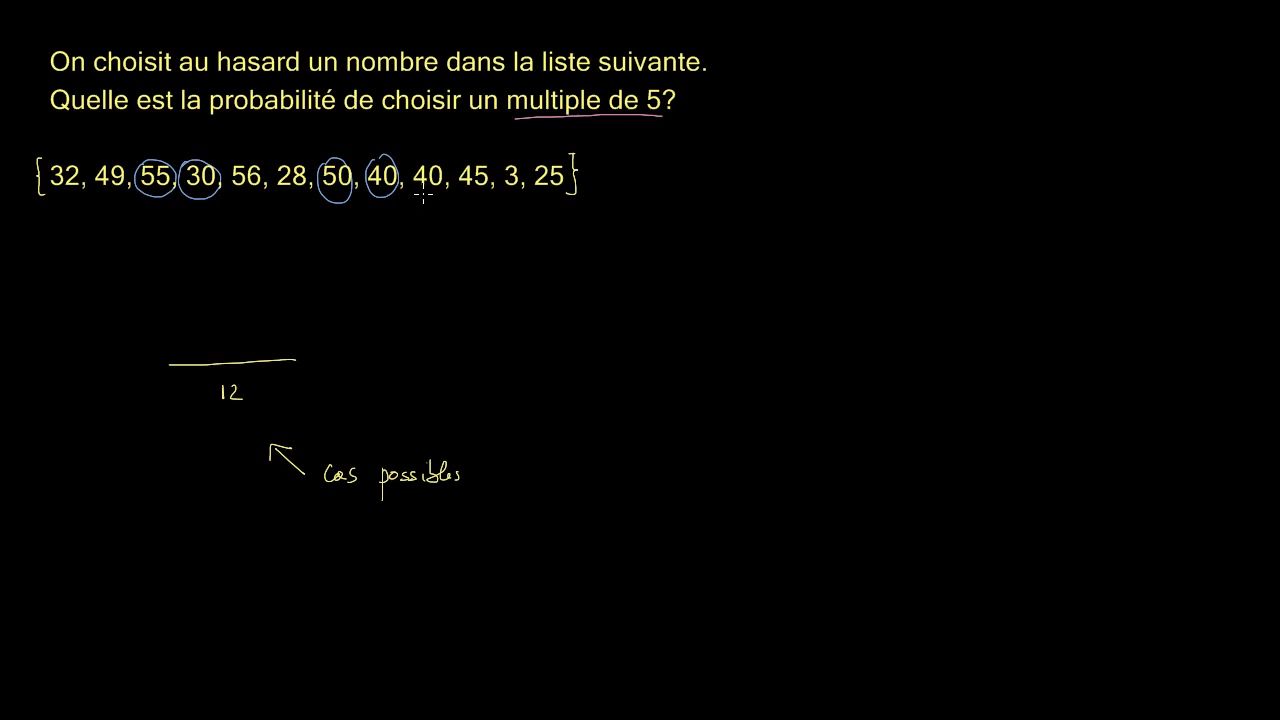 On choisit au hasard un nombre dans la liste suivante.
Quelle est la probabilité de choisir un multiple de 5?
{32, 49, 55, 30, 56, 28, 50, 40, 40, 45, 3, 25}
12
cas possibles